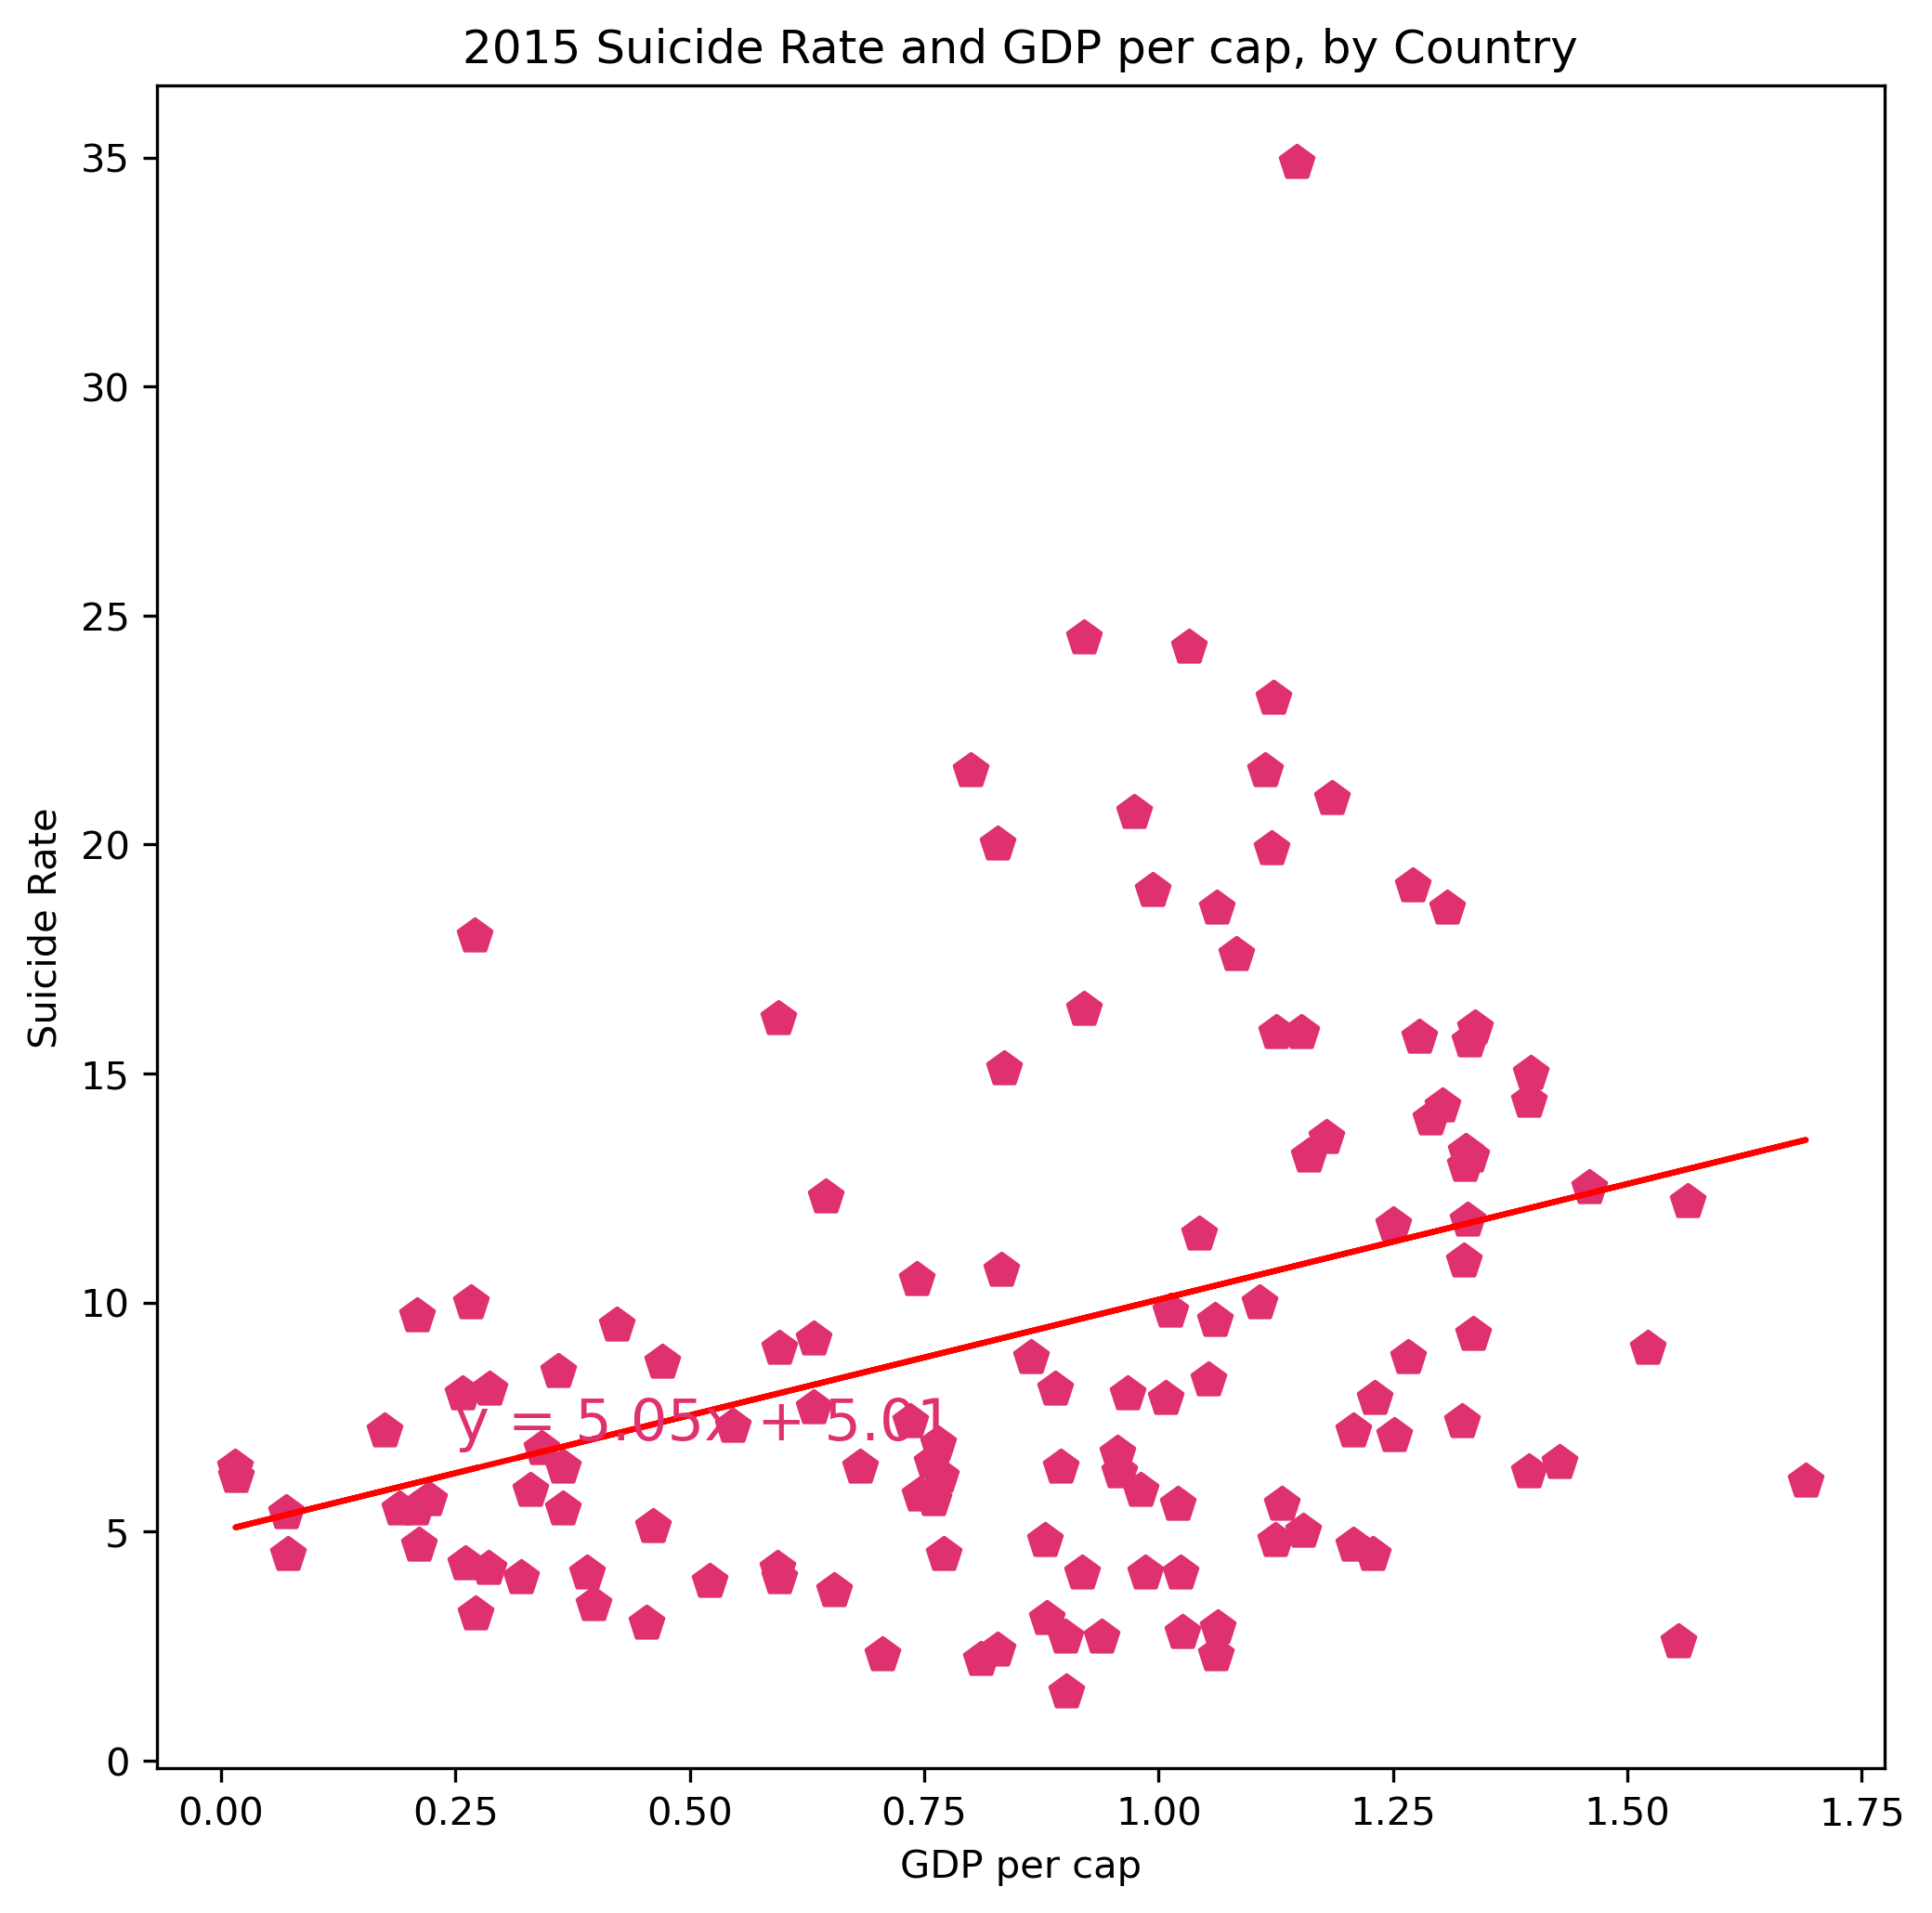 2015 Suicide Rate and GDP per cap, by Country
35
30
25
20
15
10
5
0
Suicide Rate
y = 5.05x + 5.01
0.00 0.25 0.50 0.75 1.00 1.25 1.50 1.75
GDP per cap